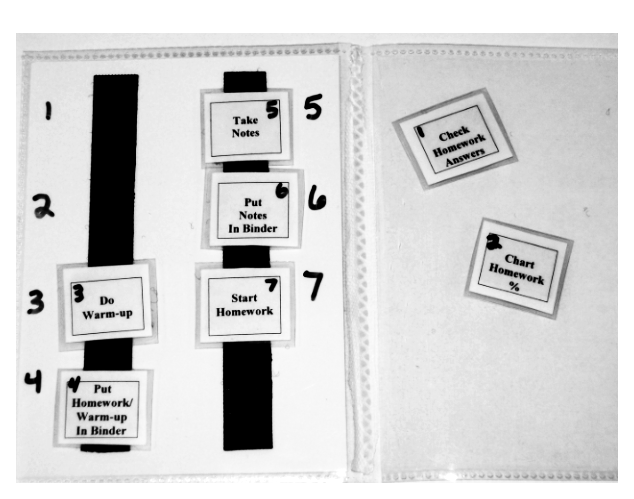 1
2
3
4
3
Do
Warm-up
4
Put
Homework/
Warm-up
In Binder
5
Take
Notes
5
6
Put
Notes
In Binder
6
7
Start
Homework
7
1
Check
Homework
Answers
2
Chart
Homework
%